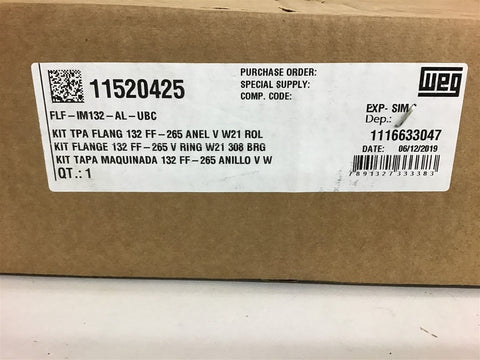 11520425
FLF-IM132-AL-UBC
KIT TPA FLANG 132 FF-265 ANEL V W21 ROL
KIT FLANGE 132 FF-265 V RING W21 308 BRG
KIT TAPA MAQUINADA 132 FF-265 ANILLO V W
QT.: 1
PURCHASE ORDER:
SPECIAL SUPPLY:
COMP. CODE:
weg
EXP-
Dep.:
1116633047
DATE: 06/12/2019
7891327333383